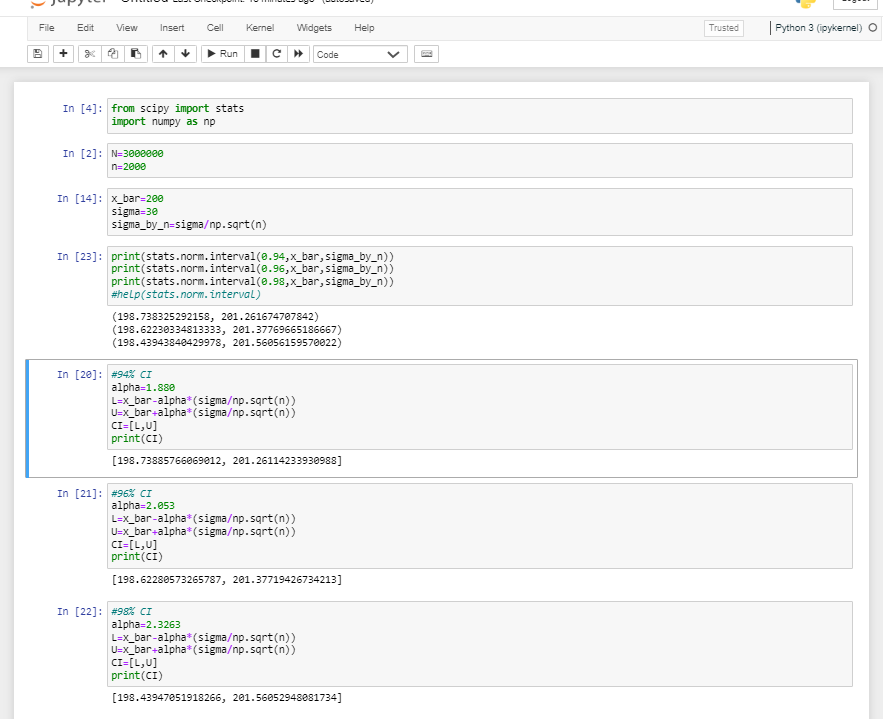 File Edit View Insert Cell Kernel Widgets Help Trusted Python 3 (ipykernel)
Run Code
In [4]: from scipy import stats
import numpy as np
In [2]: N=3000000
n=2000
In [14]: x_bar=200
sigma=30
sigma_by_n=sigma/np.sqrt(n)
In [23]: print(stats.norm.interval(0.94,x_bar,sigma_by_n))
print(stats.norm.interval(0.96,x_bar,sigma_by_n))
print(stats.norm.interval(0.98,x_bar,sigma_by_n))
#help(stats.norm.interval)
(198.738325292158, 201.261674707842)
(198.62230334813333, 201.37769665186667)
(198.43943840429978, 201.56056159570022)
In [20]: #94% CI
alpha=1.880
L=x_bar-alpha*(sigma/np.sqrt(n))
U=x_bar+alpha*(sigma/np.sqrt(n))
CI=[L,U]
print(CI)
[198.73885766069012, 201.26114233930988]
In [21]: #96% CI
alpha=2.053
L=x_bar-alpha*(sigma/np.sqrt(n))
U=x_bar+alpha*(sigma/np.sqrt(n))
CI=[L,U]
print(CI)
[198.62280573265787, 201.37719426734213]
In [22]: #98% CI
alpha=2.3263
L=x_bar-alpha*(sigma/np.sqrt(n))
U=x_bar+alpha*(sigma/np.sqrt(n))
CI=[L,U]
print(CI)
[198.43947051918266, 201.56052948081734]